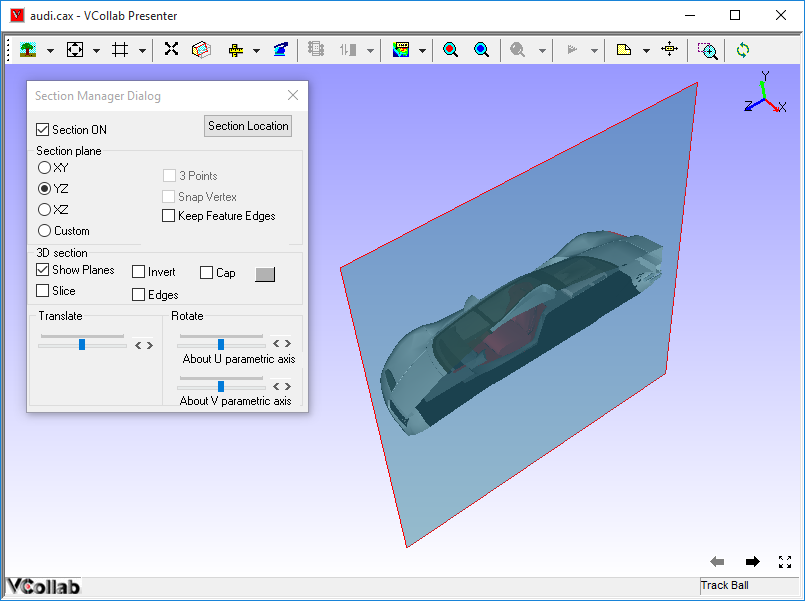 audi.cax - VCollab Presenter
Section Manager Dialog
Section ON
Section Location
Section plane
XY
YZ
XZ
Custom
3 Points
Snap Vertex
Keep Feature Edges
3D section
Show Planes
Invert
Cap
Slice
Edges
Translate
Rotate
< >
< >
About U parametric axis
< >
About V parametric axis
Y
Z
X
VCollab
Track Ball